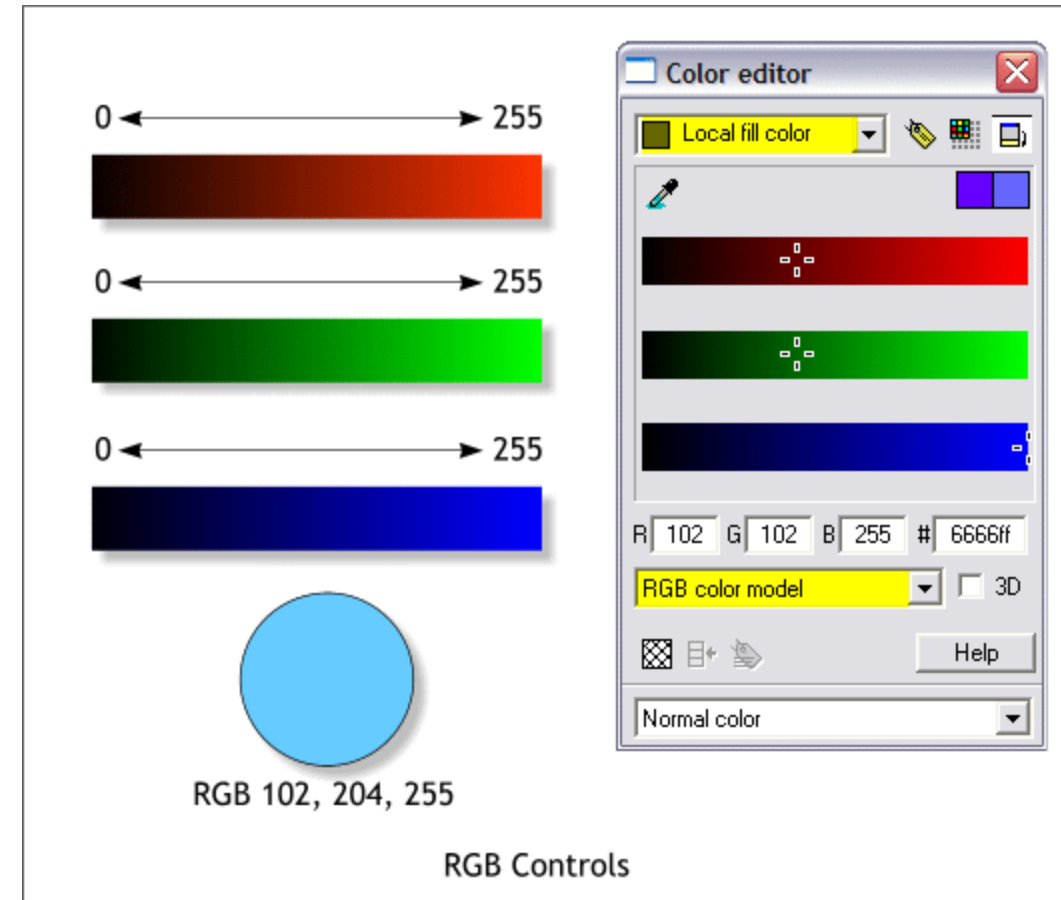 0 255
0 255
0 255
RGB 102, 204, 255
Color editor
Local fill color
R 102 G 102 B 255 # 6666ff
RGB color model 3D
Help
Normal color
RGB Controls